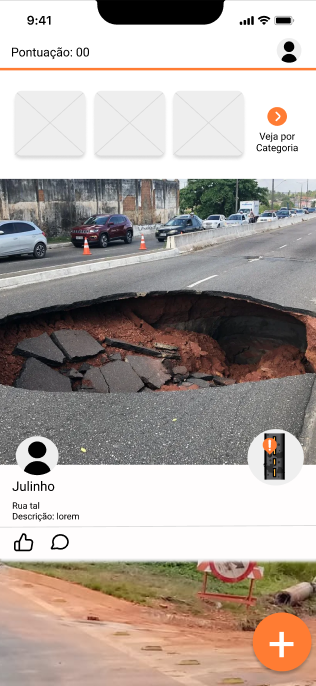 9:41
Pontuação: 00
Veja por
Categoria
Julinho
Rua tal
Descrição: lorem